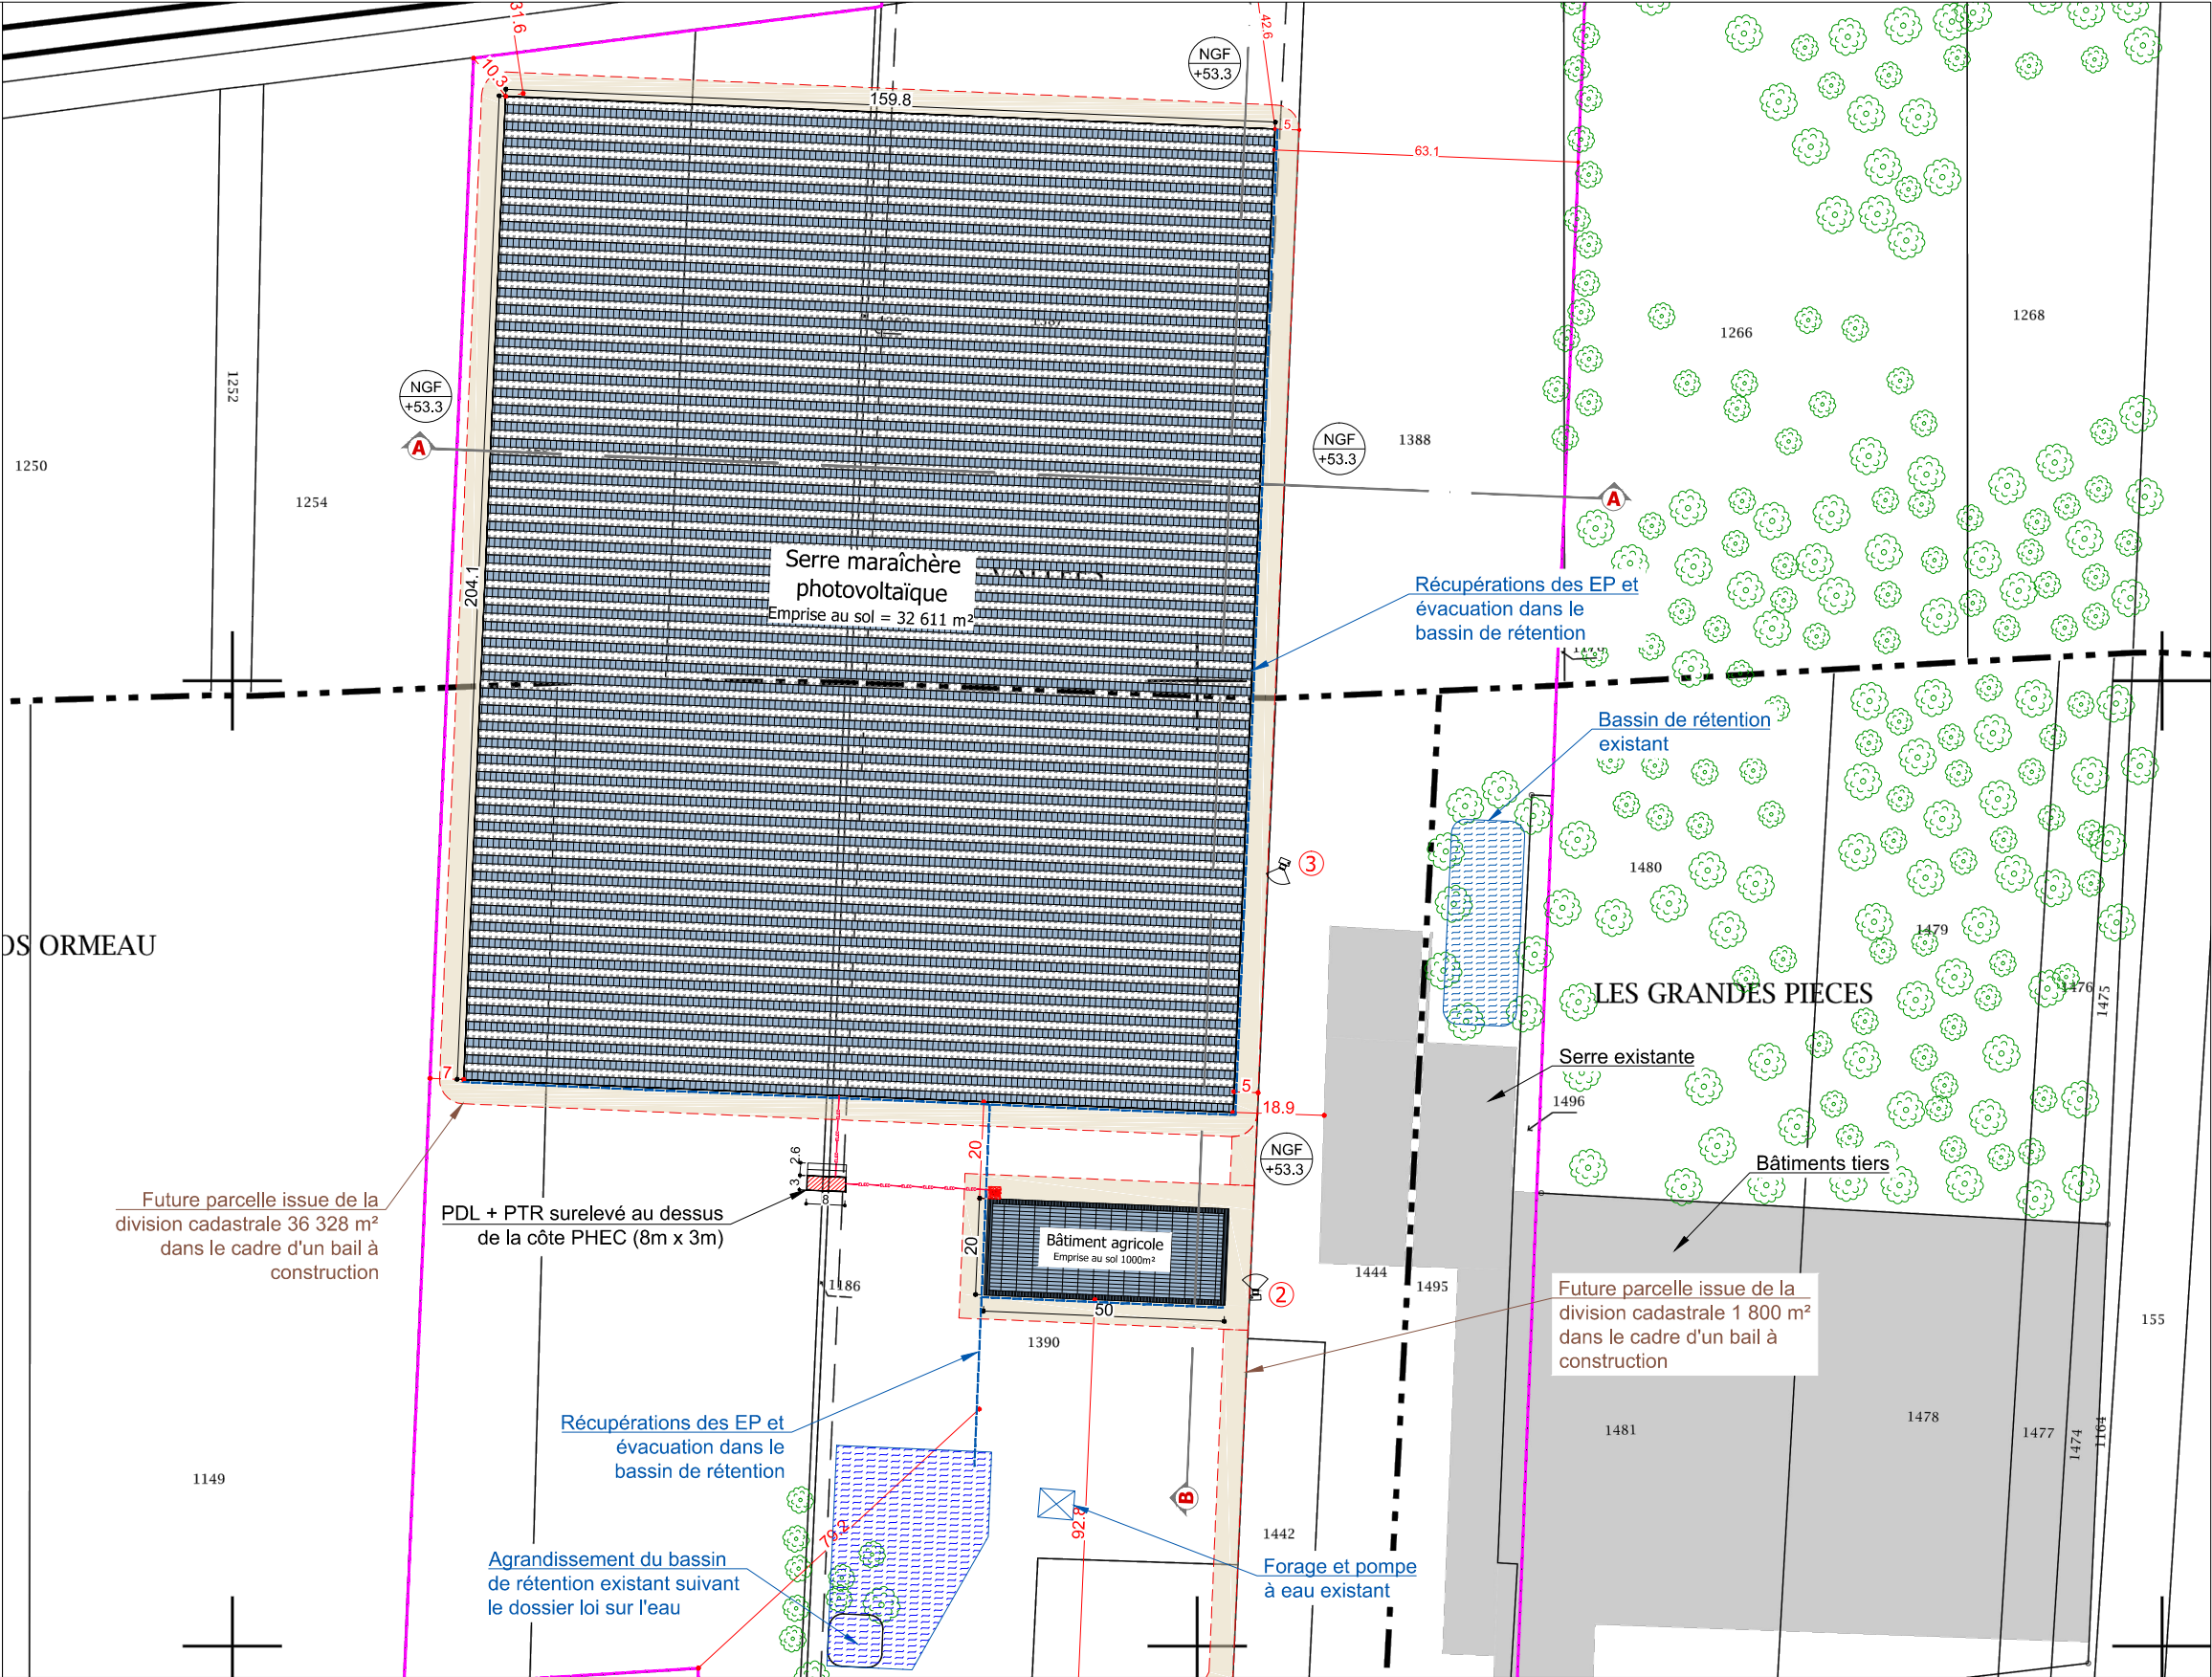 31.6
42.6
10.3
159.8
5
63.1
NGF
+53.3
1252
1250
1254
NGF
+53.3
A
NGF
+53.3
1388
A
1266
1268
204.1
Serre maraîchère
photovoltaïque
Emprise au sol = 32 611 m²
Récupérations des EP et
évacuation dans le
bassin de rétention
Bassin de rétention
existant
3
1480
1479
1476
1475
OS ORMEAU
LES GRANDES PIECES
Serre existante
1496
7
5
18.9
20
NGF
+53.3
Bâtiments tiers
Future parcelle issue de la
division cadastrale 36 328 m²
dans le cadre d'un bail à
construction
2.6
3
8
PDL + PTR surelevé au dessus
de la côte PHEC (8m x 3m)
20
Bâtiment agricole
Emprise au sol 1000m²
50
2
1186
1390
1444
1495
Future parcelle issue de la
division cadastrale 1 800 m²
dans le cadre d'un bail à
construction
155
1481
1478
1477
1474
1164
Récupérations des EP et
évacuation dans le
bassin de rétention
1149
B
79.2
92.8
1442
Agrandissement du bassin
de rétention existant suivant
le dossier loi sur l'eau
Forage et pompe
à eau existant